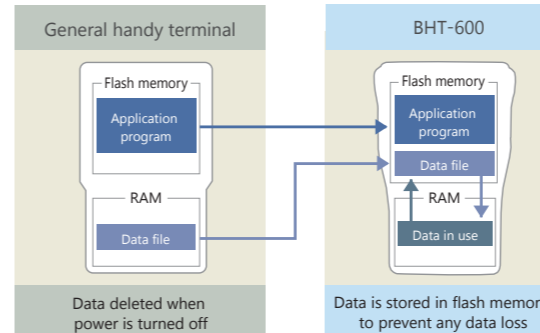 General handy terminal
Flash memory
Application
program
RAM
Data file
Data deleted when
power is turned off
BHT-600
Flash memory
Application
program
Data file
RAM
Data in use
Data is stored in flash memor
to prevent any data loss